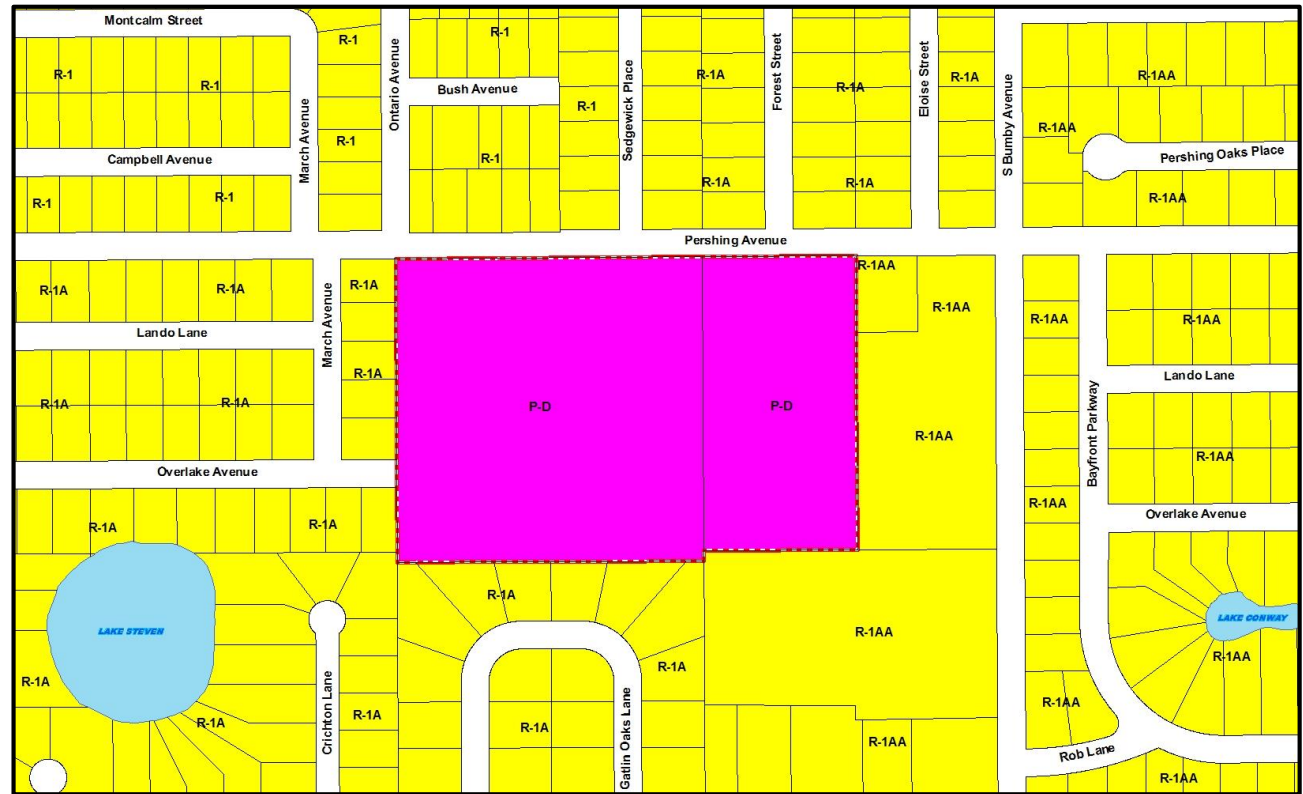 Montcalm Street
R-1
R-1
R-1
R-1
Campbell Avenue
R-1
R-1
March Avenue
R-1
R-1
Ontario Avenue
R-1
Bush Avenue
R-1
R-1
Sedgewick Place
R-1A
R-1A
Forest Street
R-1A
R-1A
Eloise Street
R-1A
S Bumby Avenue
R-1AA
R-1AA
Pershing Oaks Place
R-1AA
Pershing Avenue
R-1A
R-1A
Lando Lane
R-1A
R-1A
March Avenue
R-1A
R-1A
Overlake Avenue
R-1A
R-1A
P-D
P-D
R-1AA
R-1AA
R-1AA
R-1AA
R-1AA
Bayfront Parkway
R-1AA
Lando Lane
R-1AA
Overlake Avenue
LAKE STEVEN
R-1A
R-1A
Crichton Lane
R-1A
R-1A
R-1A
Gatlin Oaks Lane
R-1A
R-1AA
R-1AA
R-1AA
LAKE CONWAY
R-1AA
Rob Lane
R-1AA